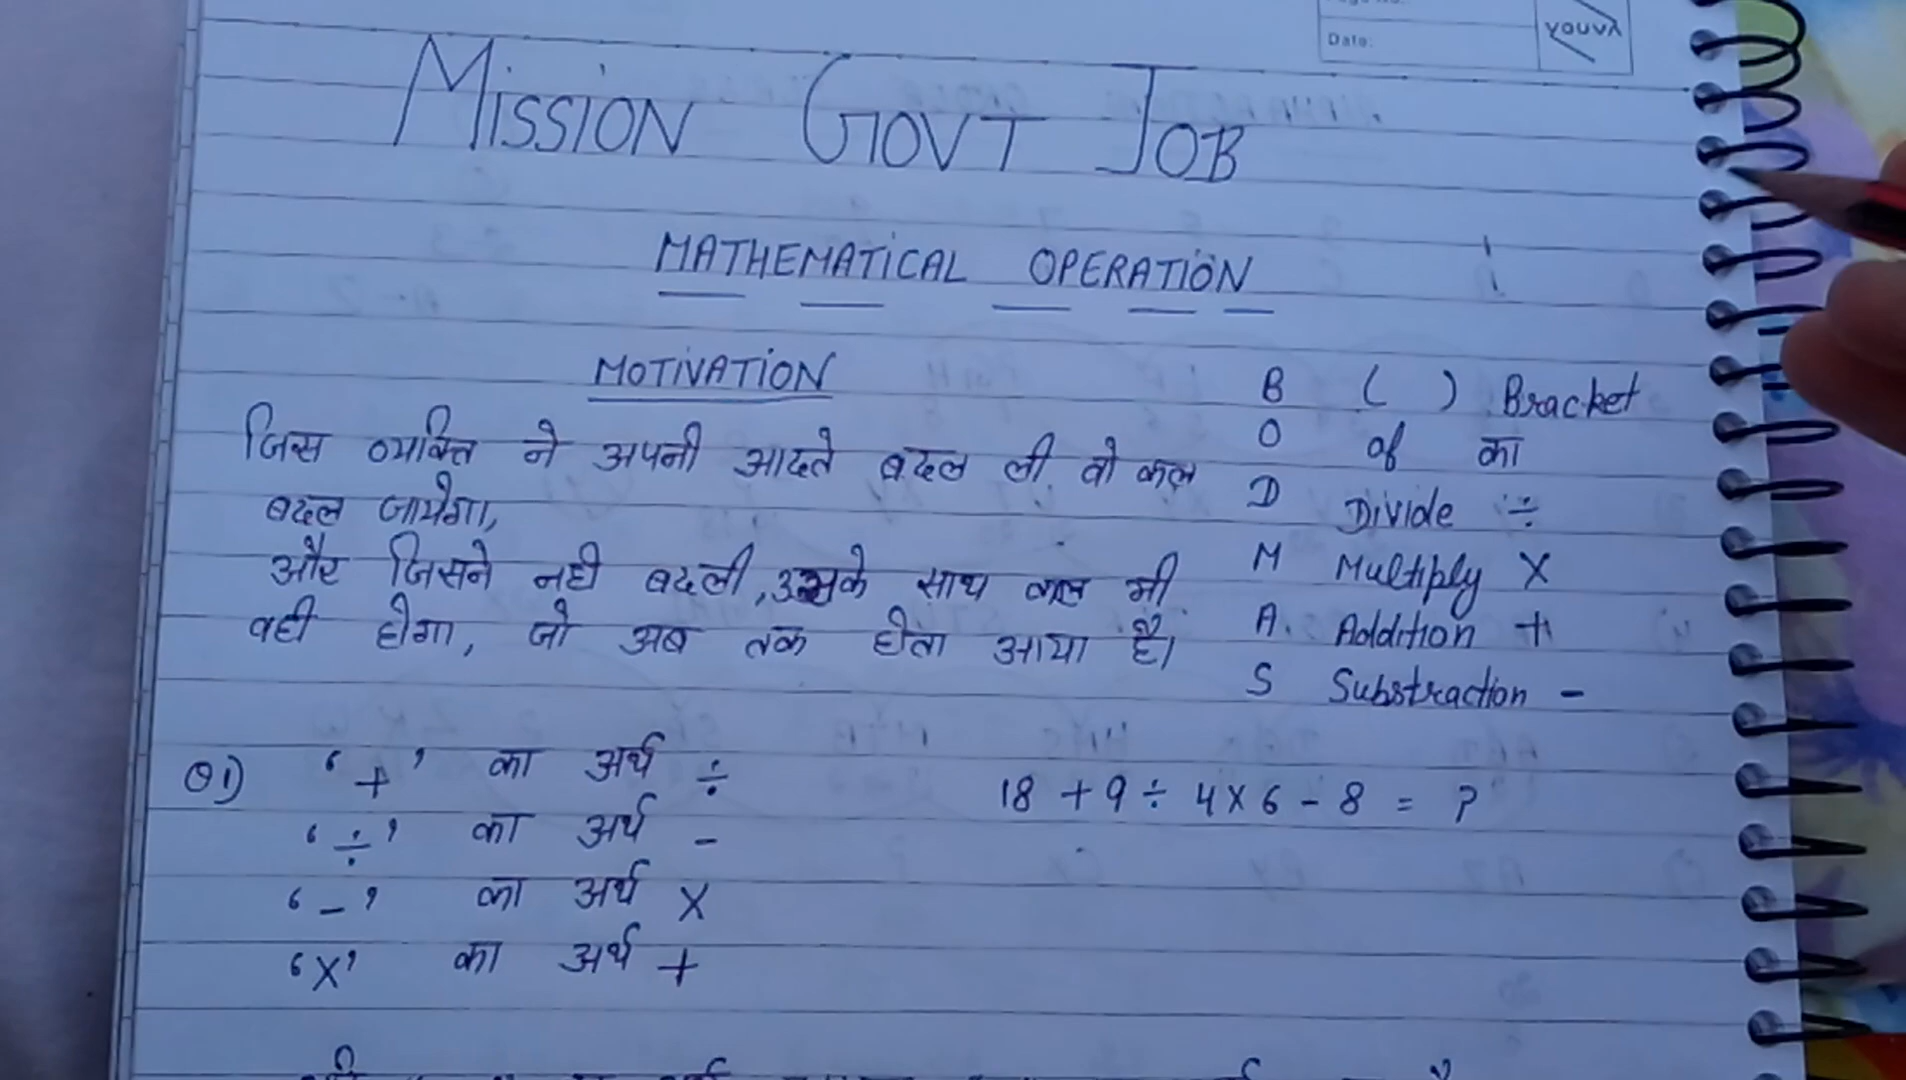 Date:
YOUVA
MISSION GOVT JOB
MATHEMATICAL OPERATION
MOTIVATION
जिस व्यक्ति ने अपनी आदते बदल ली वो कल
बदल जायेगा,
और जिसने नही बदली, उसके साथ कल भी
वही होगा, जो अब तक होता आया है।
B ( ) Bracket
O of का
D Divide ÷
M Multiply X
A. Addition +
S Substraction -
Q1) '+' का अर्थ ÷
'÷' का अर्थ -
'-' का अर्थ X
'X' का अर्थ +
18 + 9 ÷ 4 X 6 - 8 = ?